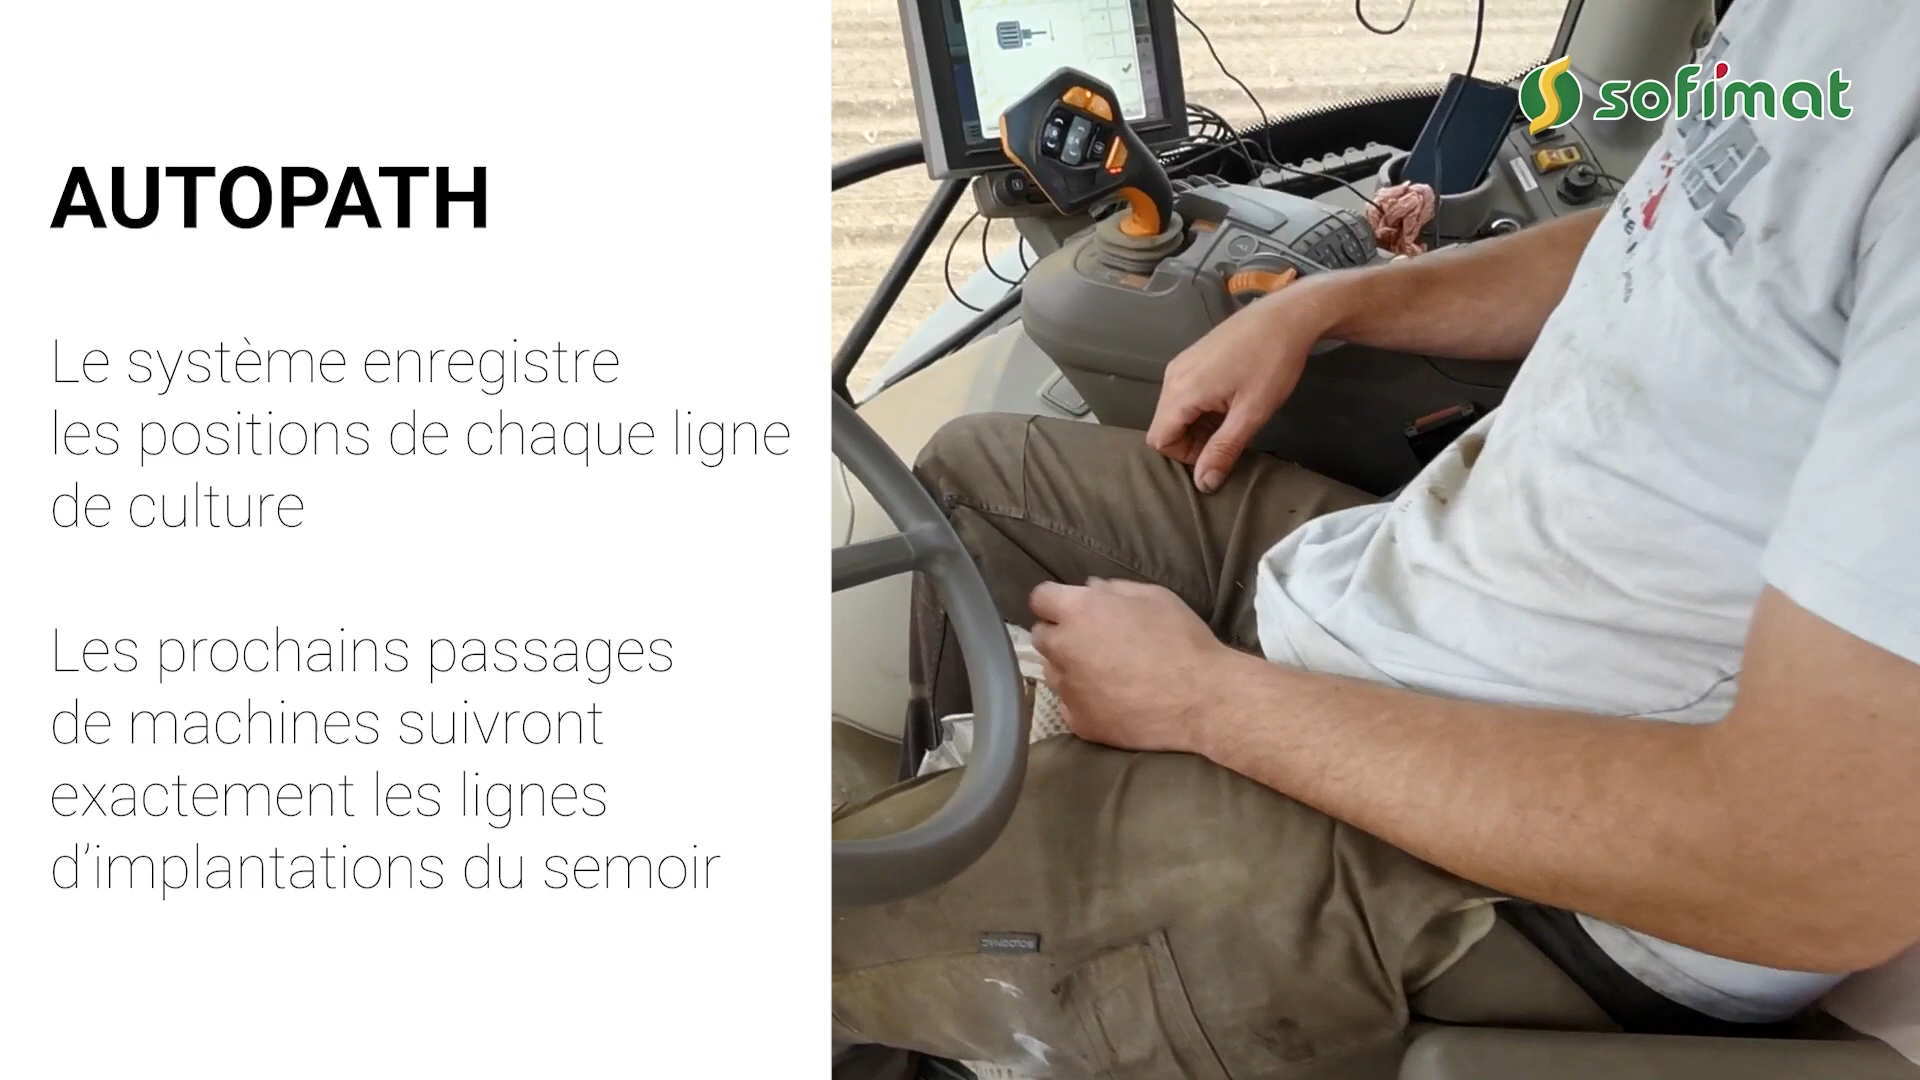 sofimat
AUTOPATH
Le système enregistre
les positions de chaque ligne
de culture
Les prochains passages
de machines suivront
exactement les lignes
d’implantations du semoir